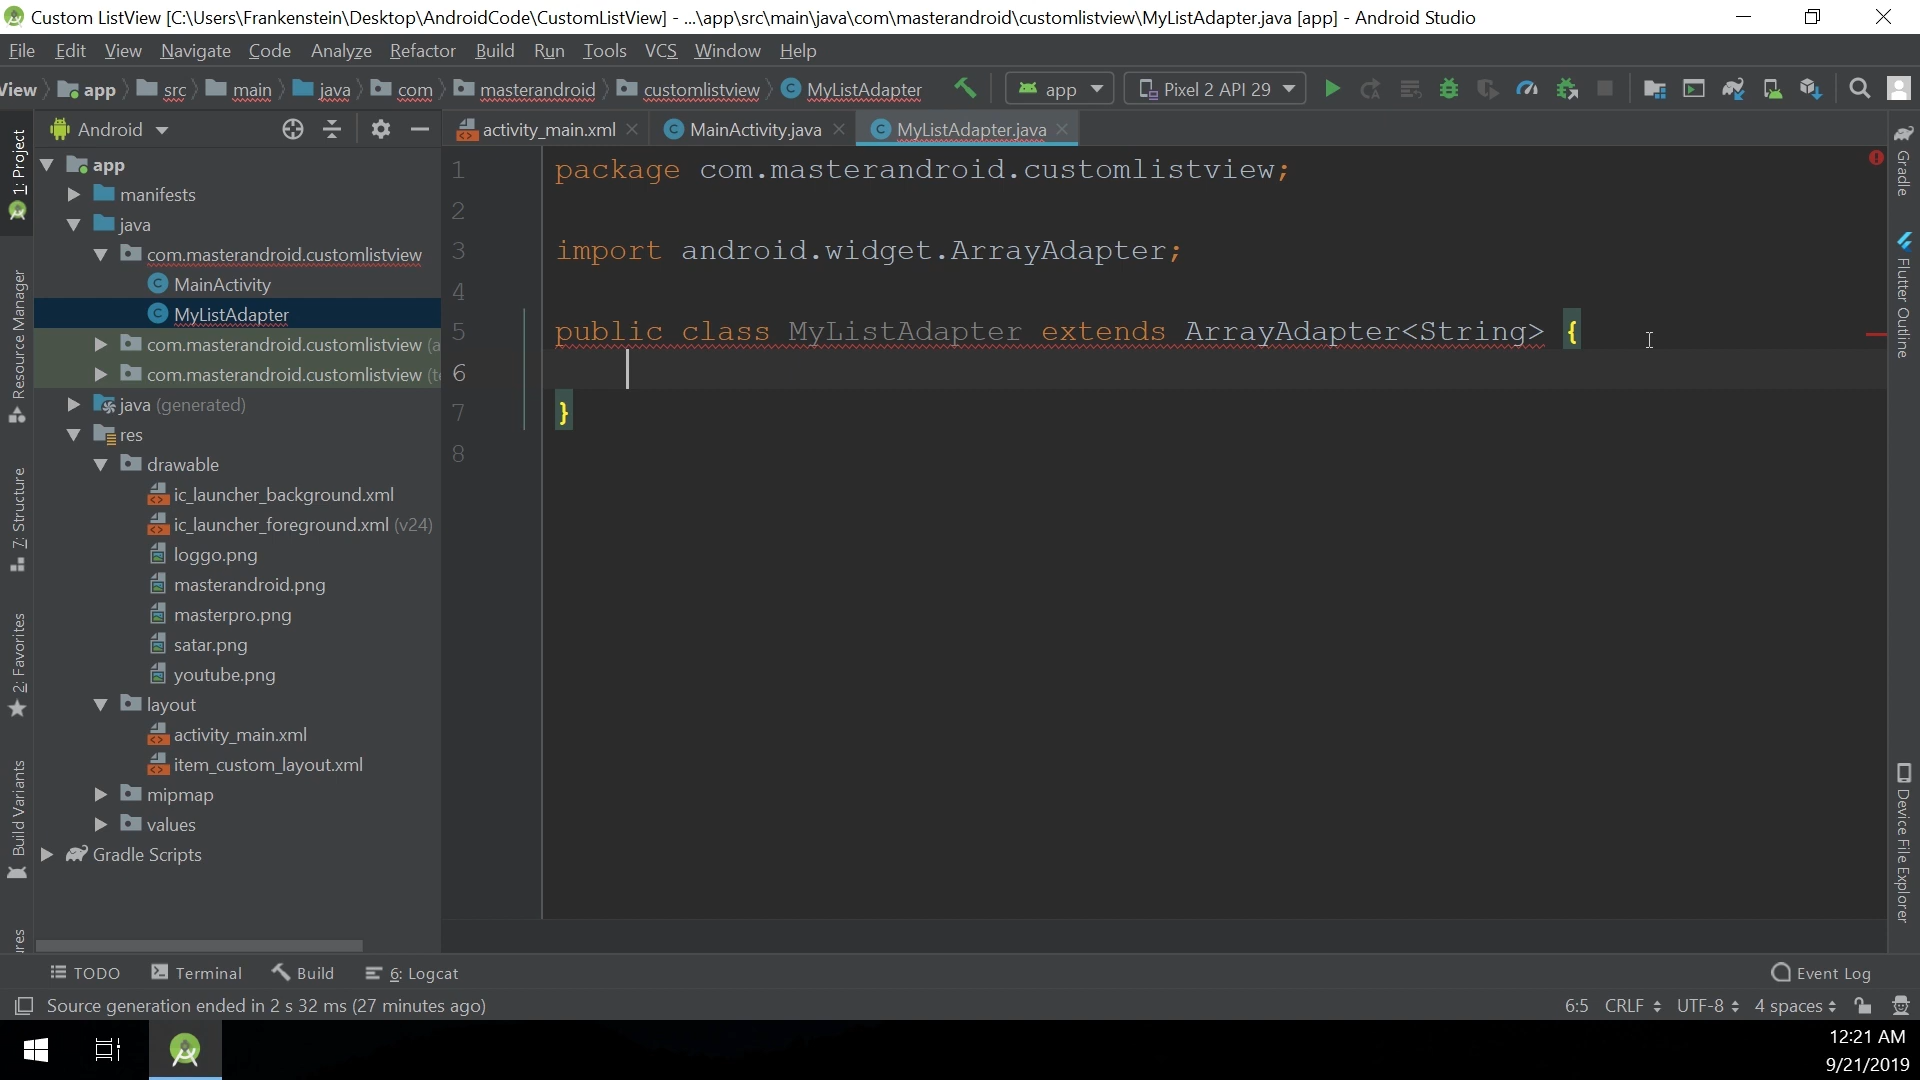 Custom ListView [C:\Users\Frankenstein\Desktop\AndroidCode\CustomListView] - ...\app\src\main\java\com\masterandroid\customlistview\MyListAdapter.java [app] - Android Studio
File Edit View Navigate Code Analyze Refactor Build Run Tools VCS Window Help
View app src main java com masterandroid customlistview MyListAdapter app Pixel 2 API 29
Android activity_main.xml MainActivity.java MyListAdapter.java
1: Project
Resource Manager
7: Structure
2: Favorites
Build Variants
app
manifests
java
com.masterandroid.customlistview
MainActivity
MyListAdapter
com.masterandroid.customlistview (a
com.masterandroid.customlistview (te
java (generated)
res
drawable
ic_launcher_background.xml
ic_launcher_foreground.xml (v24)
loggo.png
masterandroid.png
masterpro.png
satar.png
youtube.png
layout
activity_main.xml
item_custom_layout.xml
mipmap
values
Gradle Scripts
1 package com.masterandroid.customlistview;
2
3 import android.widget.ArrayAdapter;
4
5 public class MyListAdapter extends ArrayAdapter<String> {
6
7 }
8
Gradle
Flutter Outline
Device File Explorer
TODO Terminal Build 6: Logcat Event Log
Source generation ended in 2 s 32 ms (27 minutes ago) 6:5 CRLF UTF-8 4 spaces
12:21 AM
9/21/2019